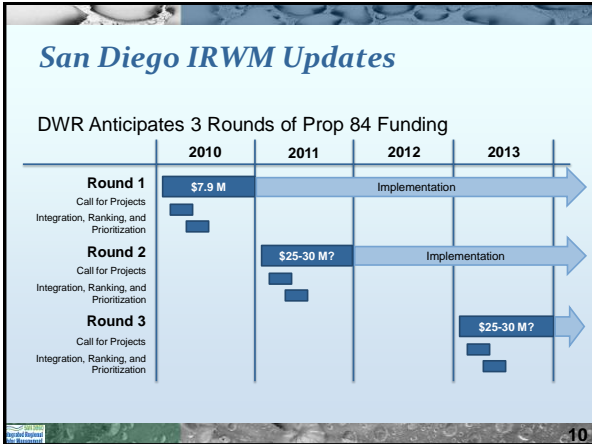 San Diego IRWM Updates
DWR Anticipates 3 Rounds of Prop 84 Funding
2010 2011 2012 2013
Round 1 $7.9 M Implementation
Call for Projects
Integration, Ranking, and
Prioritization
Round 2 $25-30 M? Implementation
Call for Projects
Integration, Ranking, and
Prioritization
Round 3 $25-30 M?
Call for Projects
Integration, Ranking, and
Prioritization
Integrated Regional
10